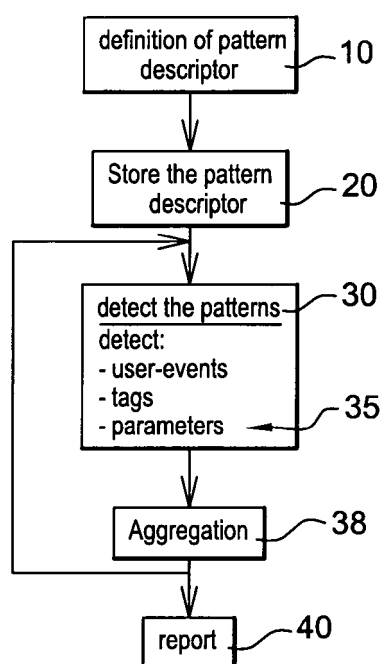 definition of pattern
descriptor
10
Store the pattern
descriptor
20
detect the patterns
30
detect:
- user-events
- tags
- parameters
35
Aggregation
38
report
40